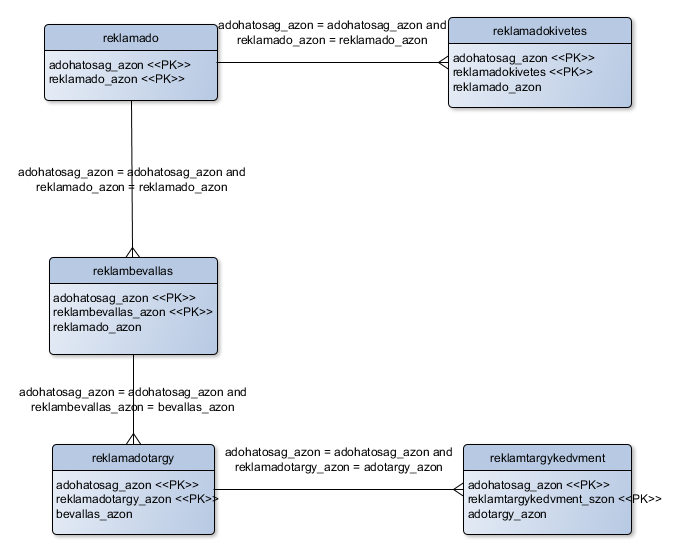 reklamado
adohatosag_azon <<PK>>
reklamado_azon <<PK>>
adohatosag_azon = adohatosag_azon and
reklamado_azon = reklamado_azon
reklamadokivetes
adohatosag_azon <<PK>>
reklamadokivetes <<PK>>
reklamado_azon
adohatosag_azon = adohatosag_azon and
reklamado_azon = reklamado_azon
reklambevallas
adohatosag_azon <<PK>>
reklambevallas_azon <<PK>>
reklamado_azon
adohatosag_azon = adohatosag_azon and
reklambevallas_azon = bevallas_azon
reklamadotargy
adohatosag_azon <<PK>>
reklamadotargy_azon <<PK>>
bevallas_azon
adohatosag_azon = adohatosag_azon and
reklamadotargy_azon = adotargy_azon
reklamtargykedvment
adohatosag_azon <<PK>>
reklamtargykedvment_szon <<PK>>
adotargy_azon